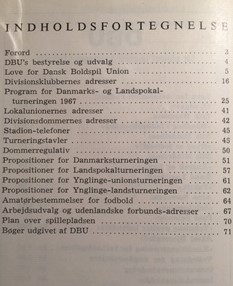 INDHOLDSFORTEGNELSE
Forord 3
DBU's bestyrelse og udvalg 4
Love for Dansk Boldspil Union 5
Divisionsklubbernes adresser 16
Program for Danmarks- og Landspokal-
turneringen 1967 25
Lokalunionernes adresser 41
Divisionsdommernes adresser 42
Stadion-telefoner 45
Turneringstavler 45
Dommerregulativ 50
Propositioner for Danmarksturneringen 51
Propositioner for Landspokalturneringen 57
Propositioner for Ynglinge-unionsturneringen 61
Propositioner for Ynglinge-landsturneringen 62
Amatørbestemmelser for fodbold 64
Arbejdsudvalg og udenlandske forbunds-adresser 67
Plan over spillepladsen 70
Bøger udgivet af DBU 71